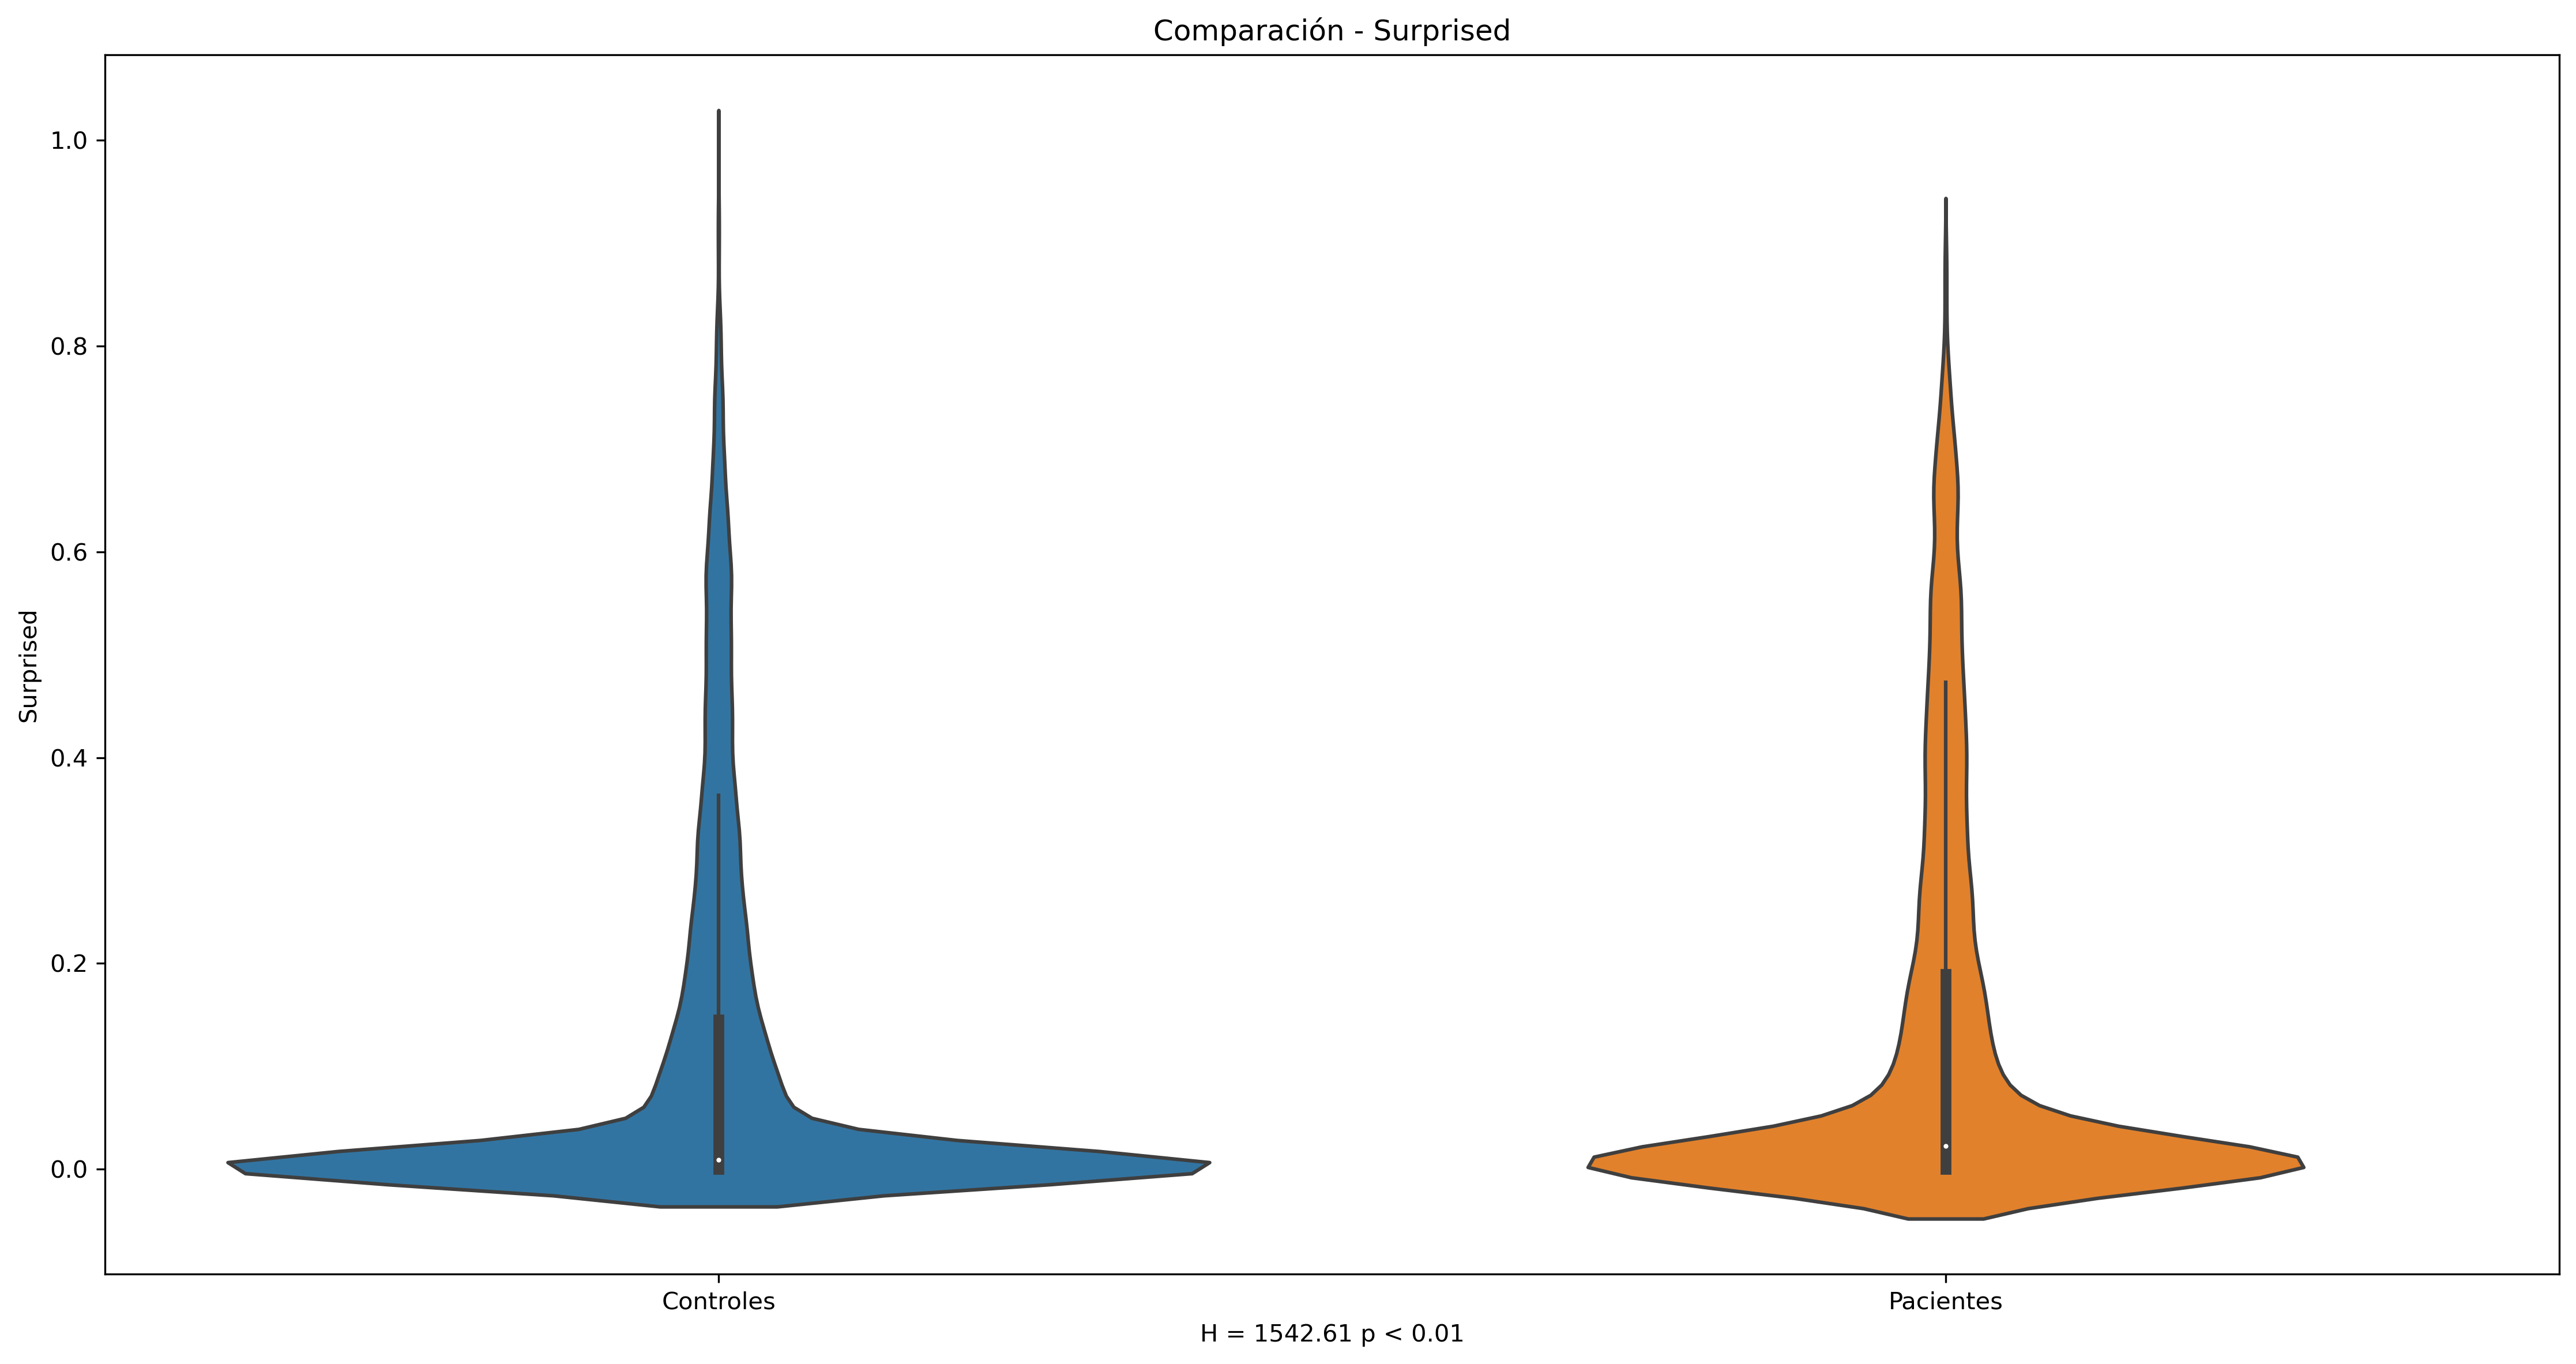 Comparación - Surprised
1.0
0.8
0.6
0.4
0.2
0.0
Surprised
Controles
Pacientes
H = 1542.61 p < 0.01